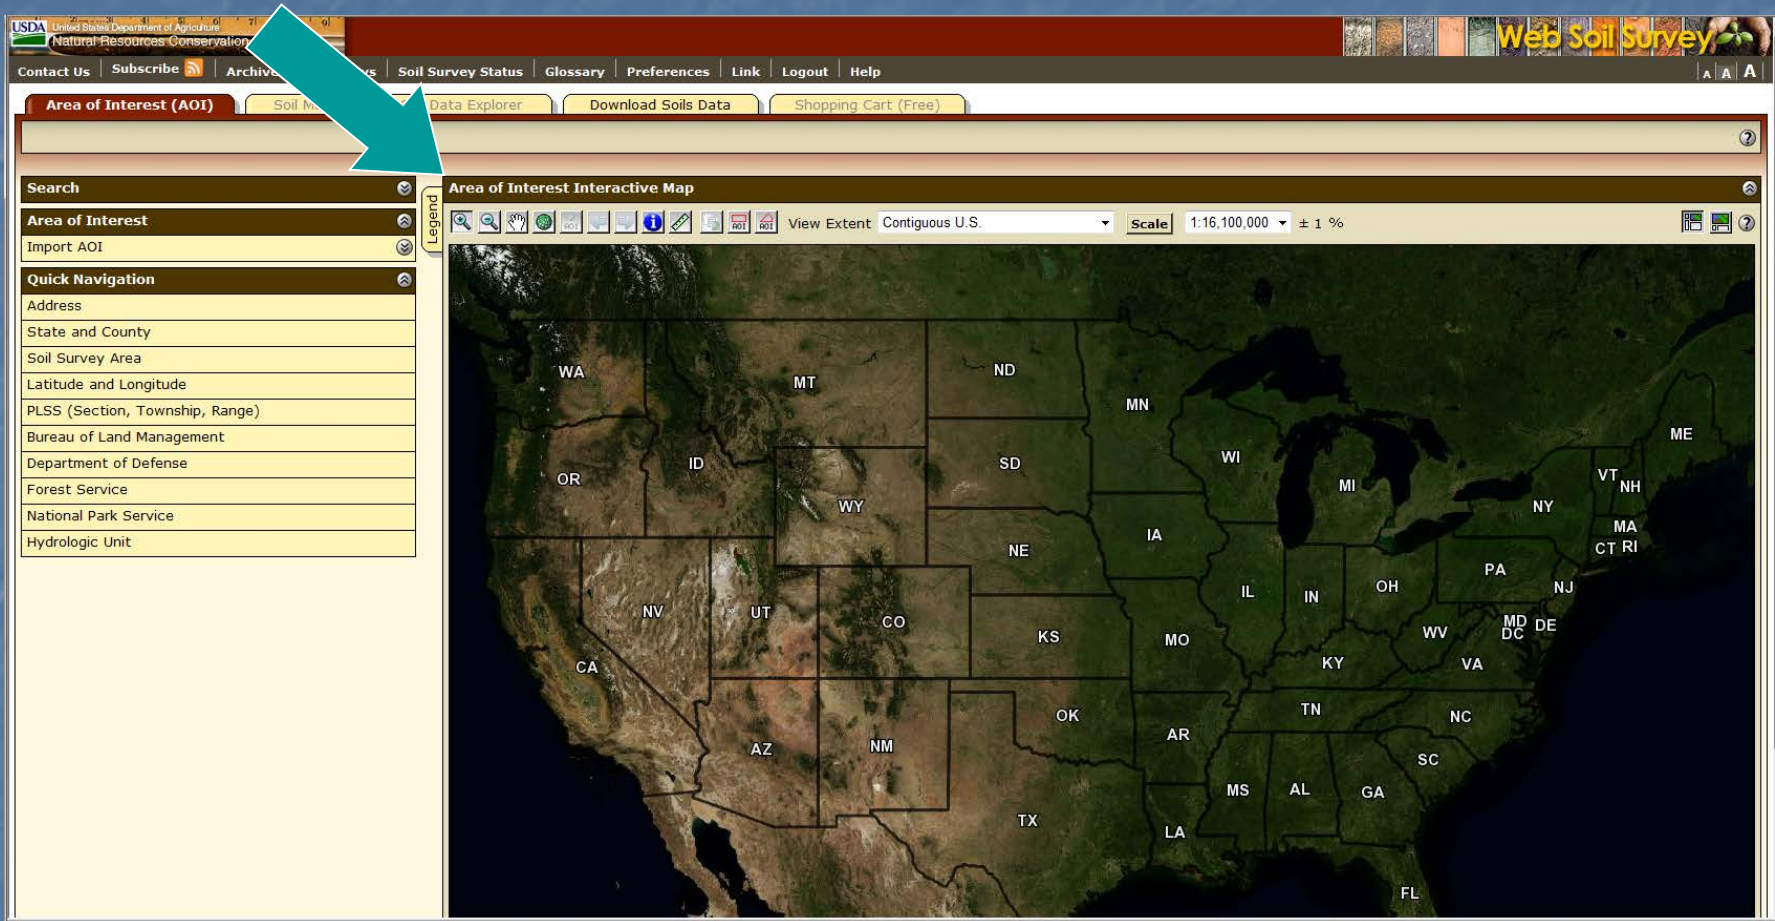 USDA United States Department of Agriculture
Natural Resources Conservation
Web Soil Survey
Contact Us Subscribe Archive s Soil Survey Status Glossary Preferences Link Logout Help A A A
Area of Interest (AOI) Soil M Data Explorer Download Soils Data Shopping Cart (Free)
Search
Area of Interest
Import AOI
Quick Navigation
Address
State and County
Soil Survey Area
Latitude and Longitude
PLSS (Section, Township, Range)
Bureau of Land Management
Department of Defense
Forest Service
National Park Service
Hydrologic Unit
Legend
Area of Interest Interactive Map
AOI AOI AOI View Extent Contiguous U.S. Scale 1:16,100,000 ± 1 %
WA
MT
ND
MN
ME
OR
ID
SD
WI
MI
VT
NH
WY
NY
MA
IA
NE
CT RI
PA
NJ
OH
IL
IN
NV
UT
CO
KS
MO
WV
MD
DC
DE
CA
KY
VA
OK
TN
NC
AZ
NM
AR
SC
MS
AL
GA
TX
LA
FL